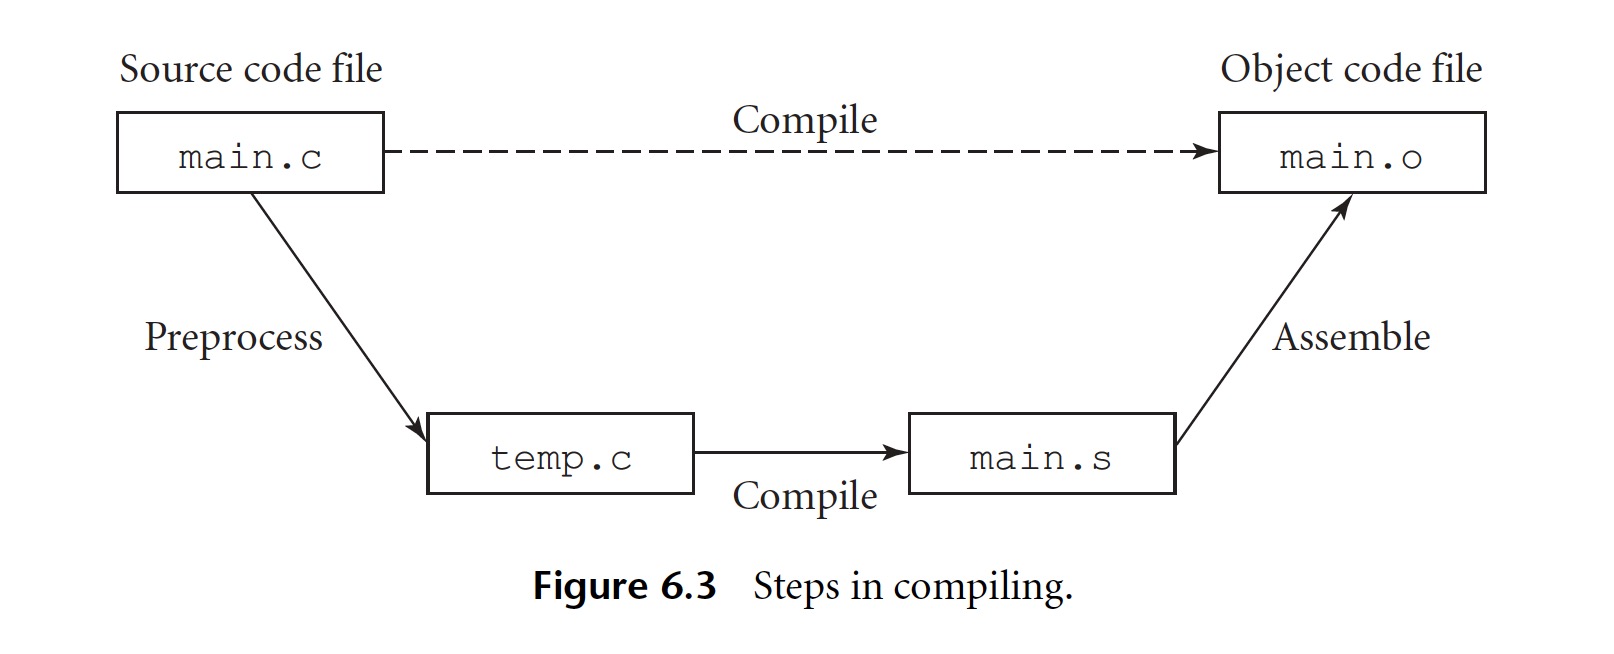 Source code file
Object code file
Compile
main.c
main.o
Preprocess
Assemble
temp.c
main.s
Compile
Figure 6.3 Steps in compiling.